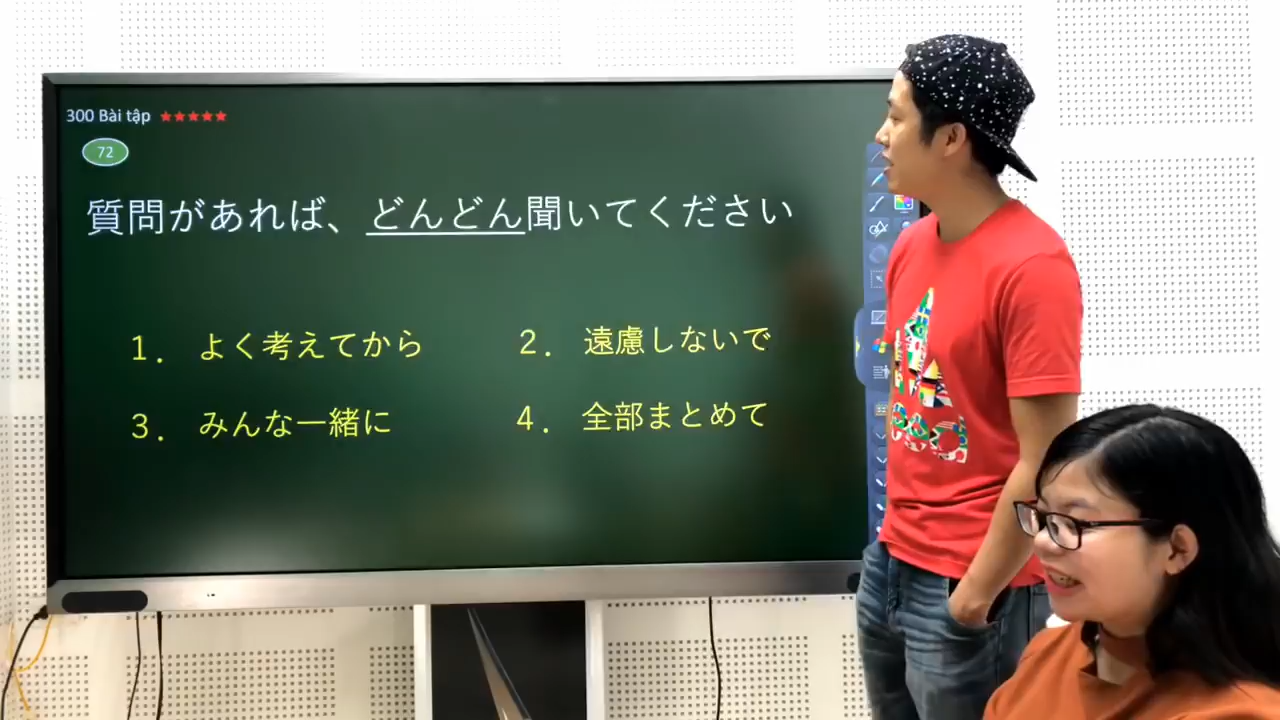 300 Bài tập ★★★★★
72
質問があれば、どんどん聞いてください
1. よく考えてから
2. 遠慮しないで
3. みんな一緒に
4. 全部まとめて